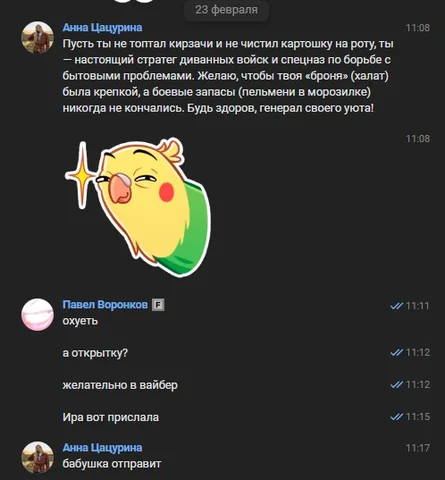 23 февраля
Анна Цацурина 11:08
Пусть ты не топтал кирзачи и не чистил картошку на роту, ты
— настоящий стратег диванных войск и спецназ по борьбе с
бытовыми проблемами. Желаю, чтобы твоя «броня» (халат)
была крепкой, а боевые запасы (пельмени в морозилке)
никогда не кончались. Будь здоров, генерал своего уюта!
11:08
Павел Воронков F 11:11
охуеть
а открытку? 11:12
желательно в вайбер 11:12
Ира вот прислала 11:15
Анна Цацурина 11:17
бабушка отправит